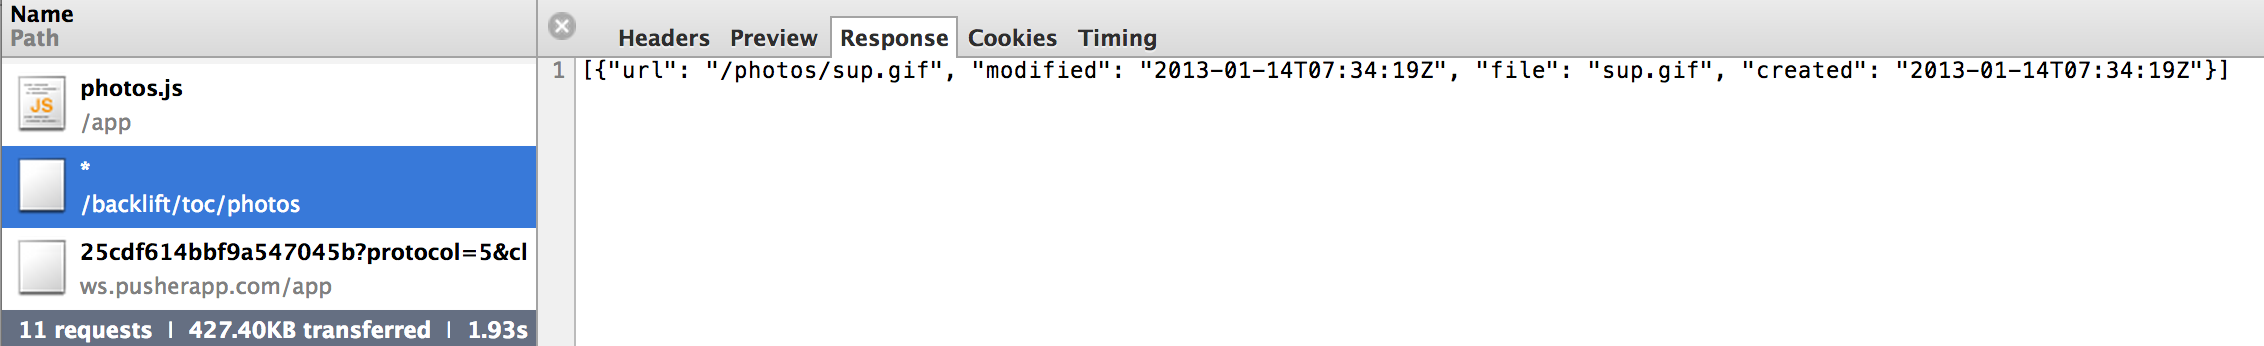 Name
Path
Headers Preview Response Cookies Timing
1 [{"url": "/photos/sup.gif", "modified": "2013-01-14T07:34:19Z", "file": "sup.gif", "created": "2013-01-14T07:34:19Z"}]
photos.js
JS
/app
*
/backlift/toc/photos
25cdf614bbf9a547045b?protocol=5&cl
ws.pusherapp.com/app
11 requests | 427.40KB transferred | 1.93s